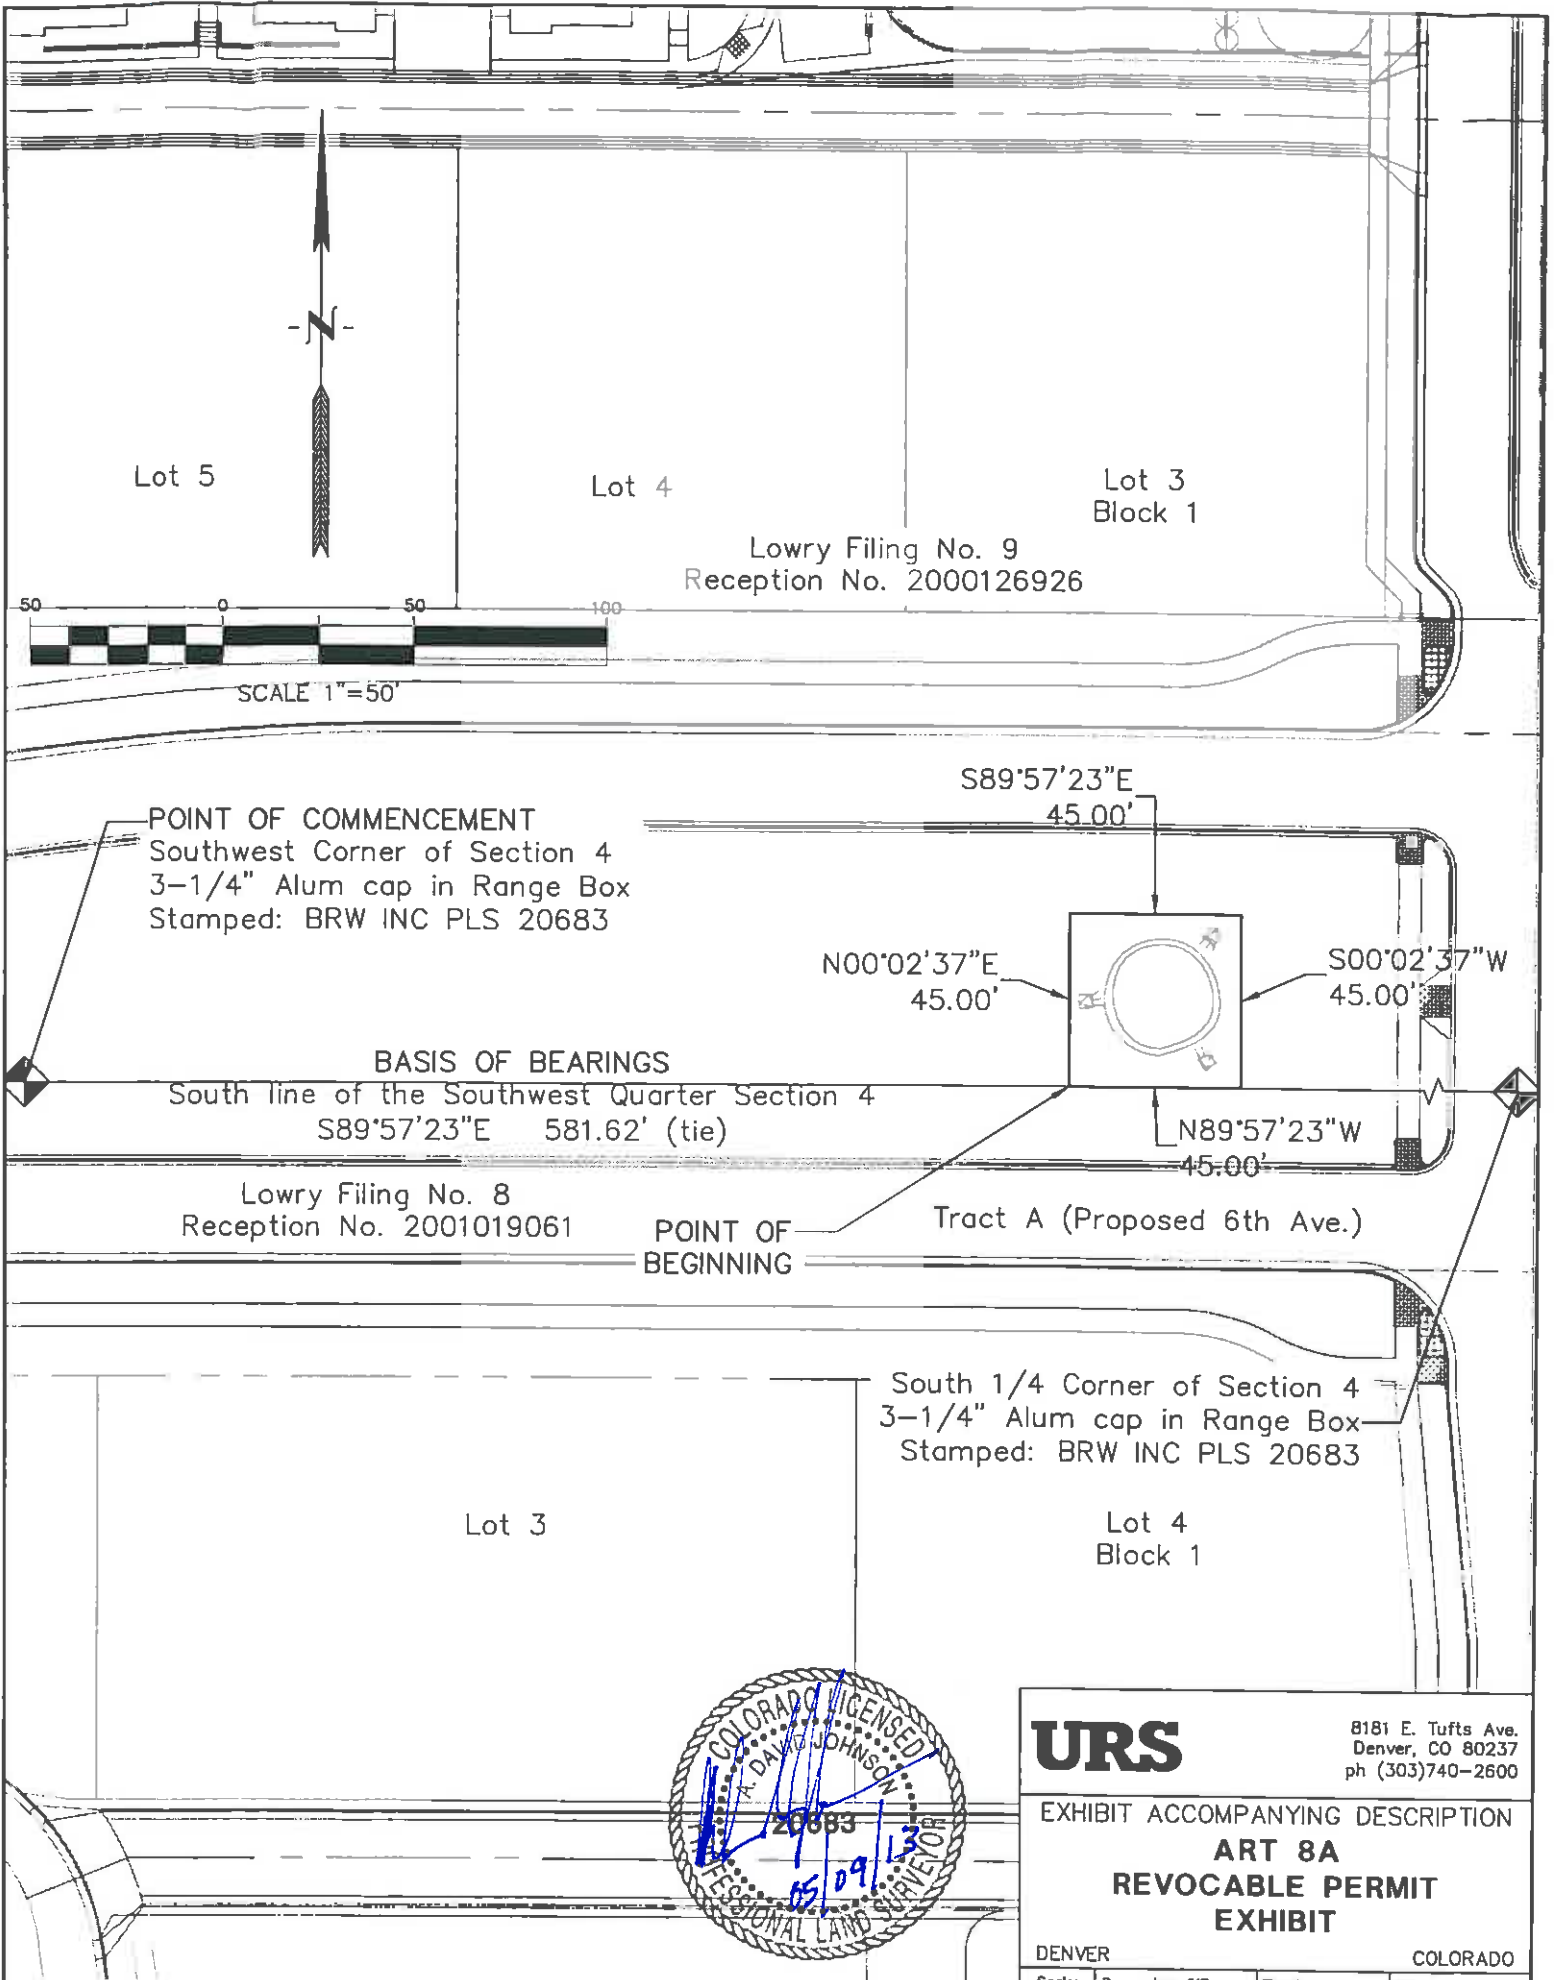 -N-
Lot 5
Lot 4
Lot 3
Block 1
Lowry Filing No. 9
Reception No. 2000126926
50 0 50 100
SCALE 1"=50'
S89°57'23"E
45.00'
POINT OF COMMENCEMENT
Southwest Corner of Section 4
3-1/4" Alum cap in Range Box
Stamped: BRW INC PLS 20683
N00°02'37"E
45.00'
S00°02'37"W
45.00'
BASIS OF BEARINGS
South line of the Southwest Quarter Section 4
S89°57'23"E 581.62' (tie)
N89°57'23"W
45.00'
Lowry Filing No. 8
Reception No. 2001019061
POINT OF
BEGINNING
Tract A (Proposed 6th Ave.)
South 1/4 Corner of Section 4
3-1/4" Alum cap in Range Box
Stamped: BRW INC PLS 20683
Lot 3
Lot 4
Block 1
COLORADO LICENSED
A. DAVID JOHNSON
20683
05/09/13
PROFESSIONAL LAND SURVEYOR
URS
8181 E. Tufts Ave.
Denver, CO 80237
ph (303)740-2600
EXHIBIT ACCOMPANYING DESCRIPTION
ART 8A
REVOCABLE PERMIT
EXHIBIT
DENVER COLORADO